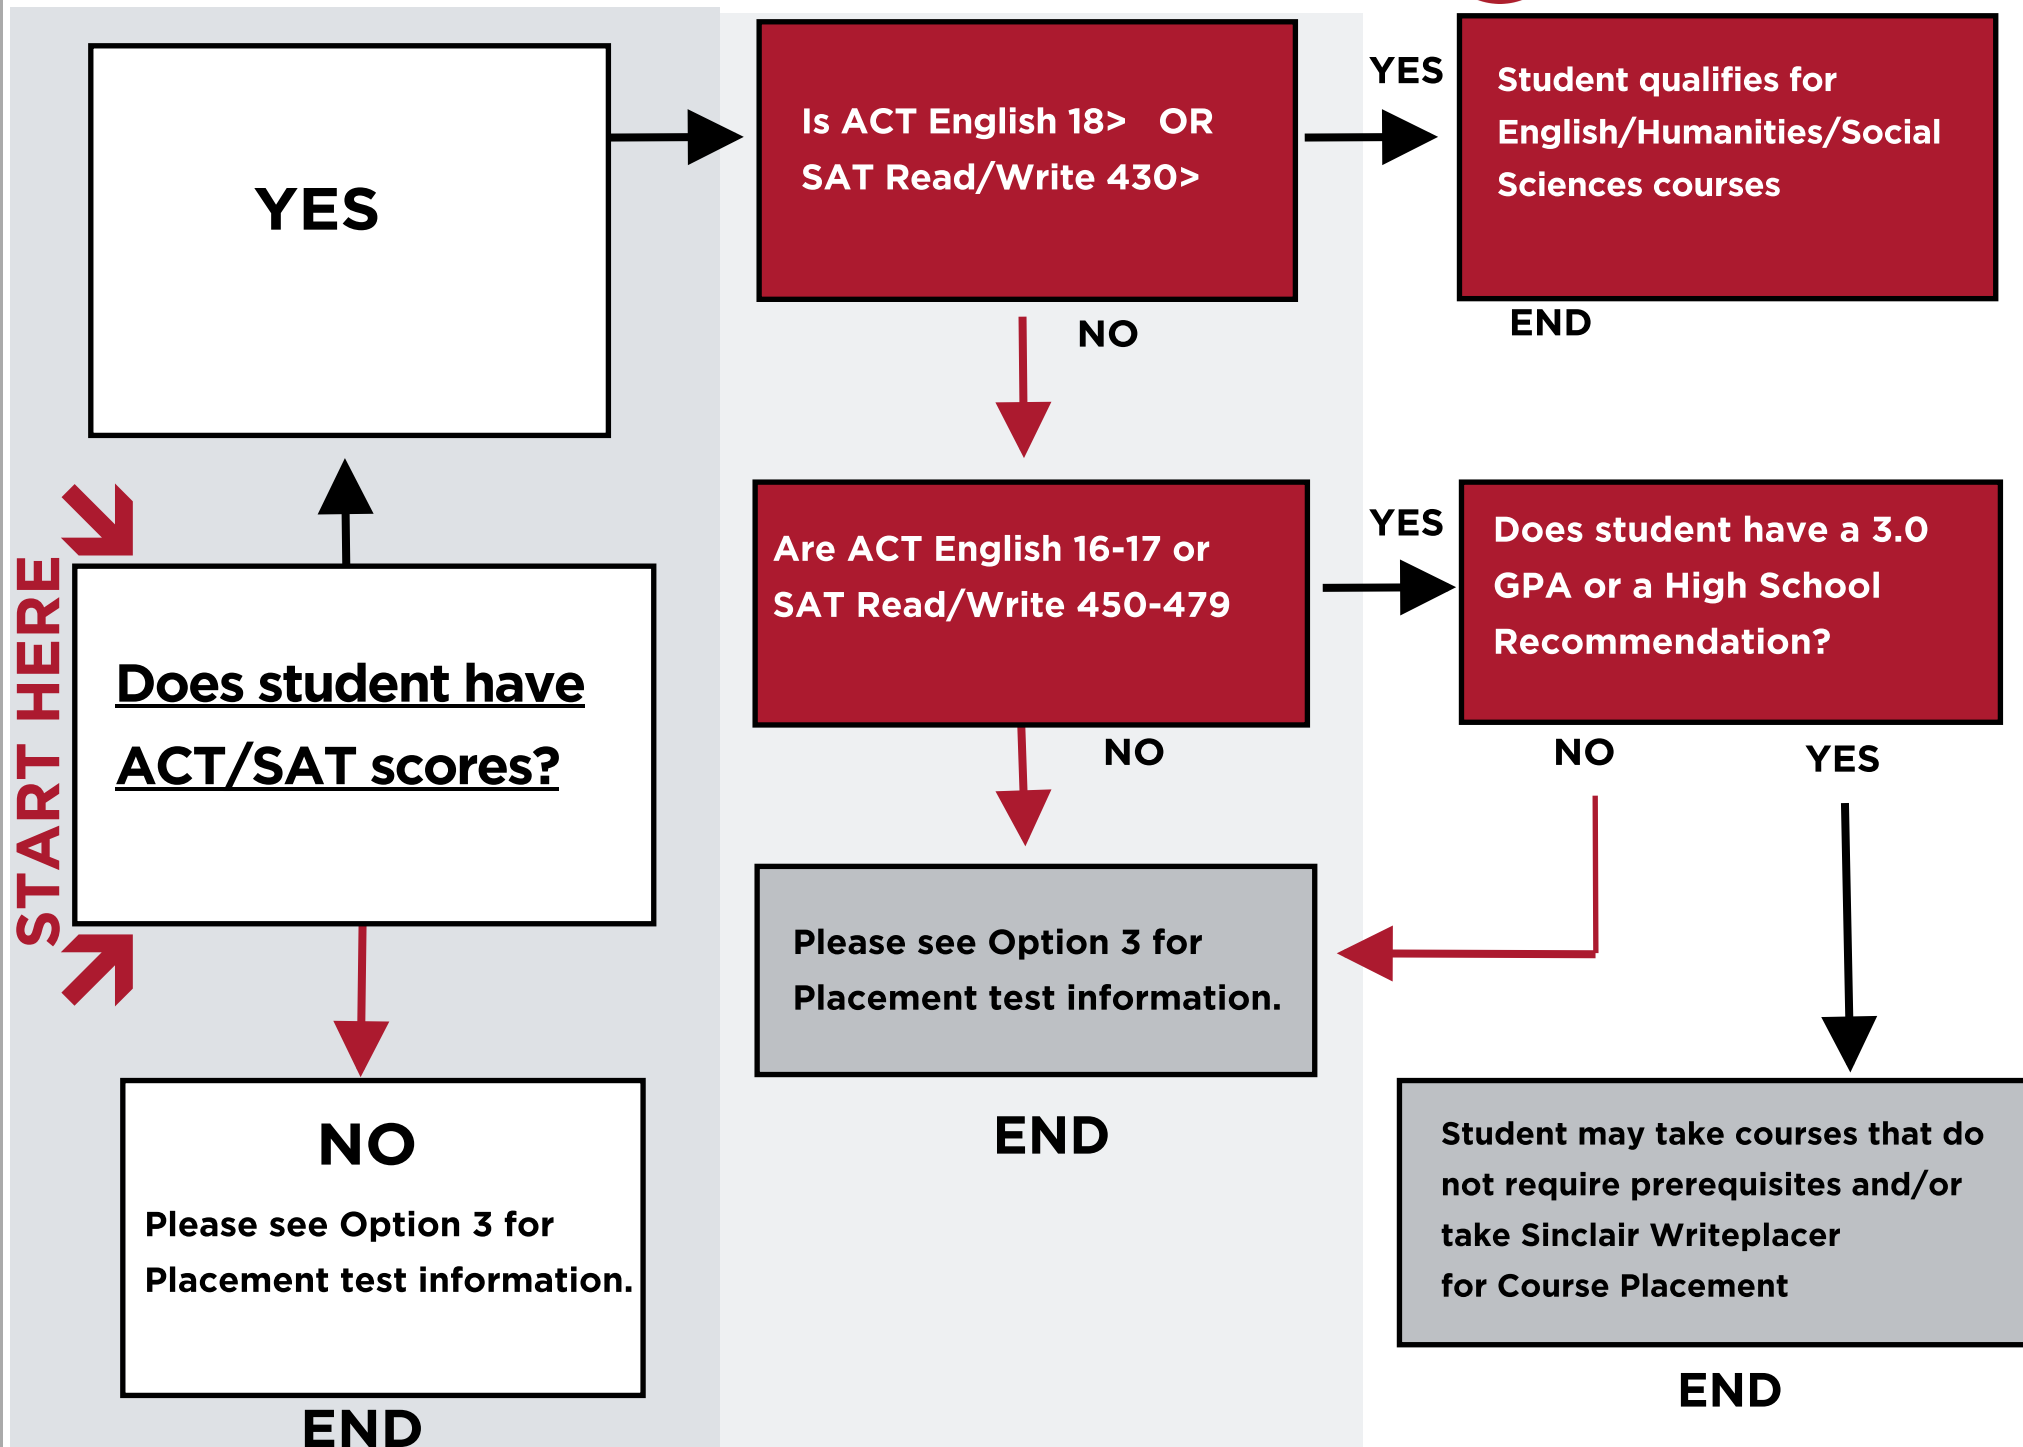 START HERE
YES
Does student have
ACT/SAT scores?
NO
Please see Option 3 for
Placement test information.
END
Is ACT English 18> OR
SAT Read/Write 430>
YES
Student qualifies for
English/Humanities/Social
Sciences courses
END
NO
Are ACT English 16-17 or
SAT Read/Write 450-479
YES
Does student have a 3.0
GPA or a High School
Recommendation?
NO
YES
NO
Please see Option 3 for
Placement test information.
END
Student may take courses that do
not require prerequisites and/or
take Sinclair Writeplacer
for Course Placement
END